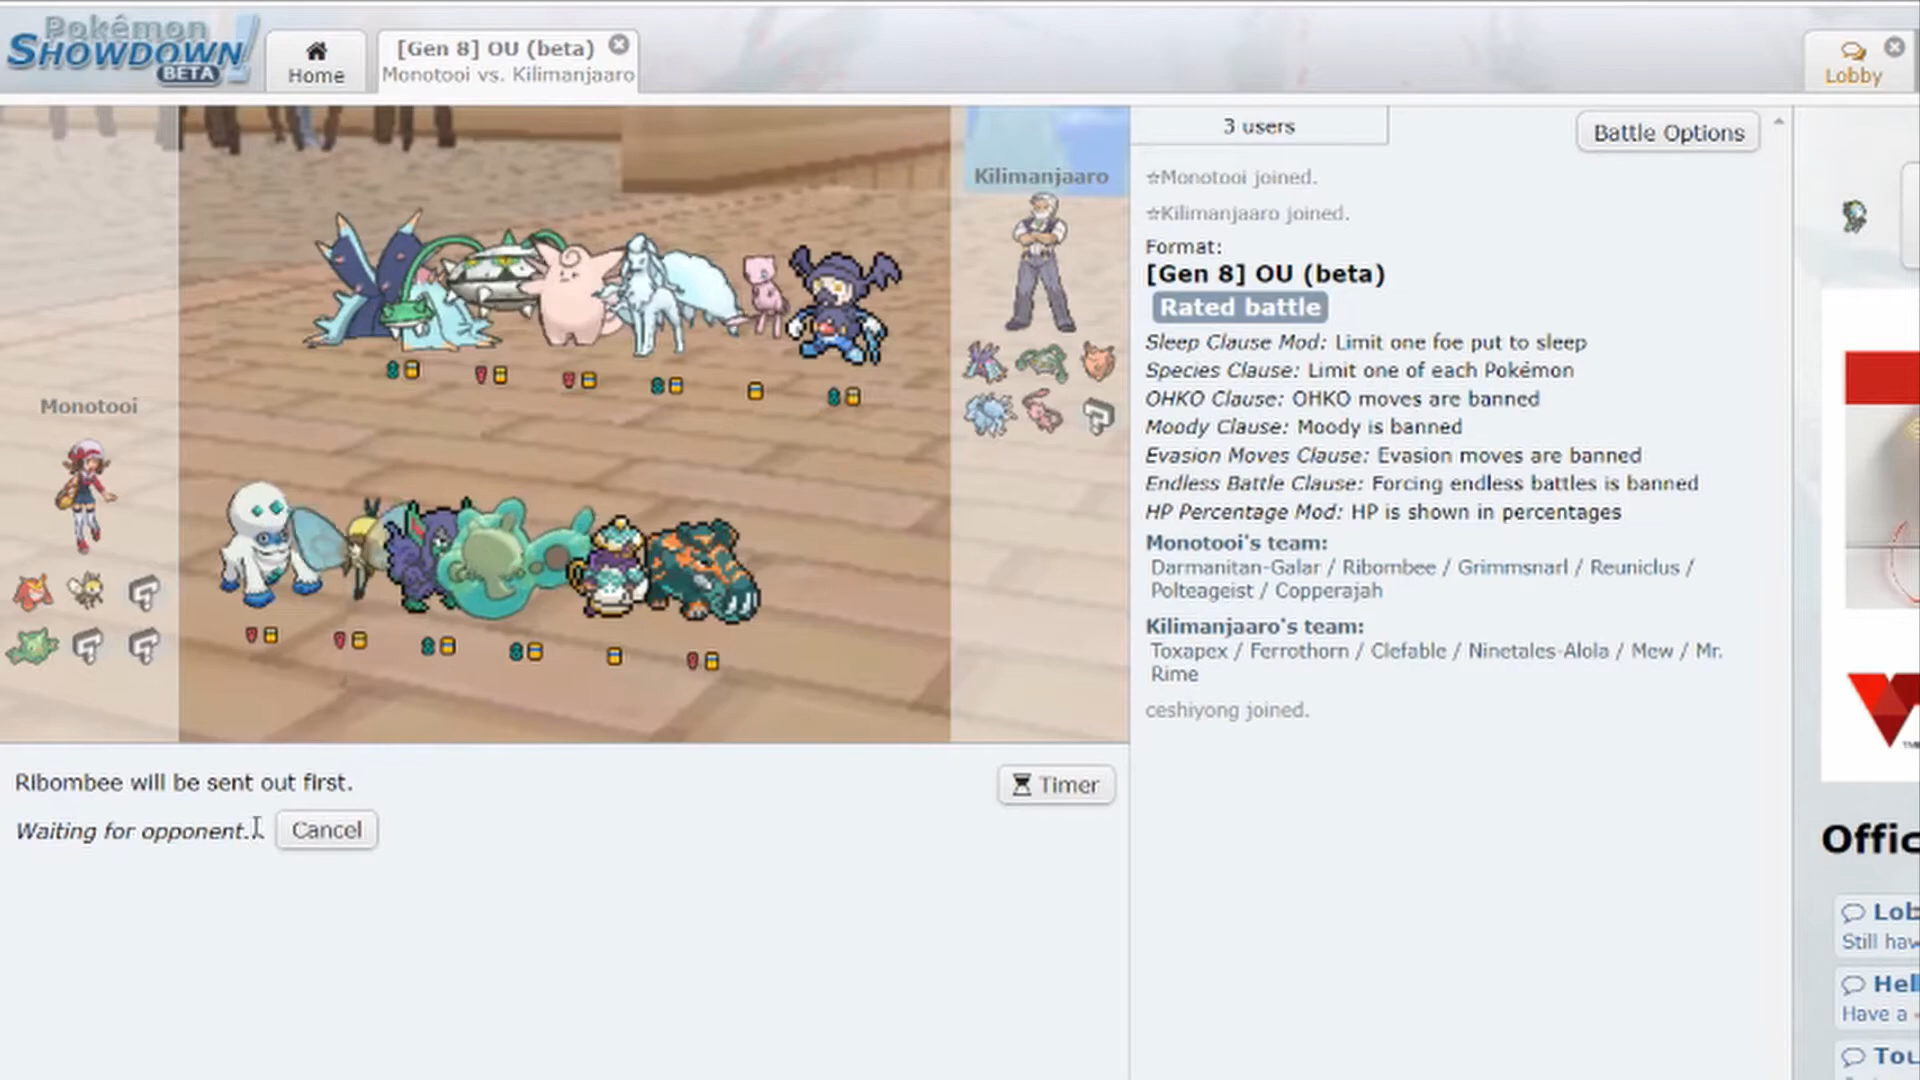 Pokémon
SHOWDOWN!
BETA
Home
[Gen 8] OU (beta)
Monotooi vs. Kilimanjaaro
Lobby
3 users
Battle Options
Kilimanjaaro
Monotooi
☆Monotooi joined.
☆Kilimanjaaro joined.
Format:
[Gen 8] OU (beta)
Rated battle
Sleep Clause Mod: Limit one foe put to sleep
Species Clause: Limit one of each Pokémon
OHKO Clause: OHKO moves are banned
Moody Clause: Moody is banned
Evasion Moves Clause: Evasion moves are banned
Endless Battle Clause: Forcing endless battles is banned
HP Percentage Mod: HP is shown in percentages
Monotooi's team:
Darmanitan-Galar / Ribombee / Grimmsnarl / Reuniclus /
Polteageist / Copperajah
Kilimanjaaro's team:
Toxapex / Ferrothorn / Clefable / Ninetales-Alola / Mew / Mr.
Rime
ceshiyong joined.
Ribombee will be sent out first.
Timer
Waiting for opponent...
Cancel
Offic
Lob
Still hav
Hel
Have a
Tou